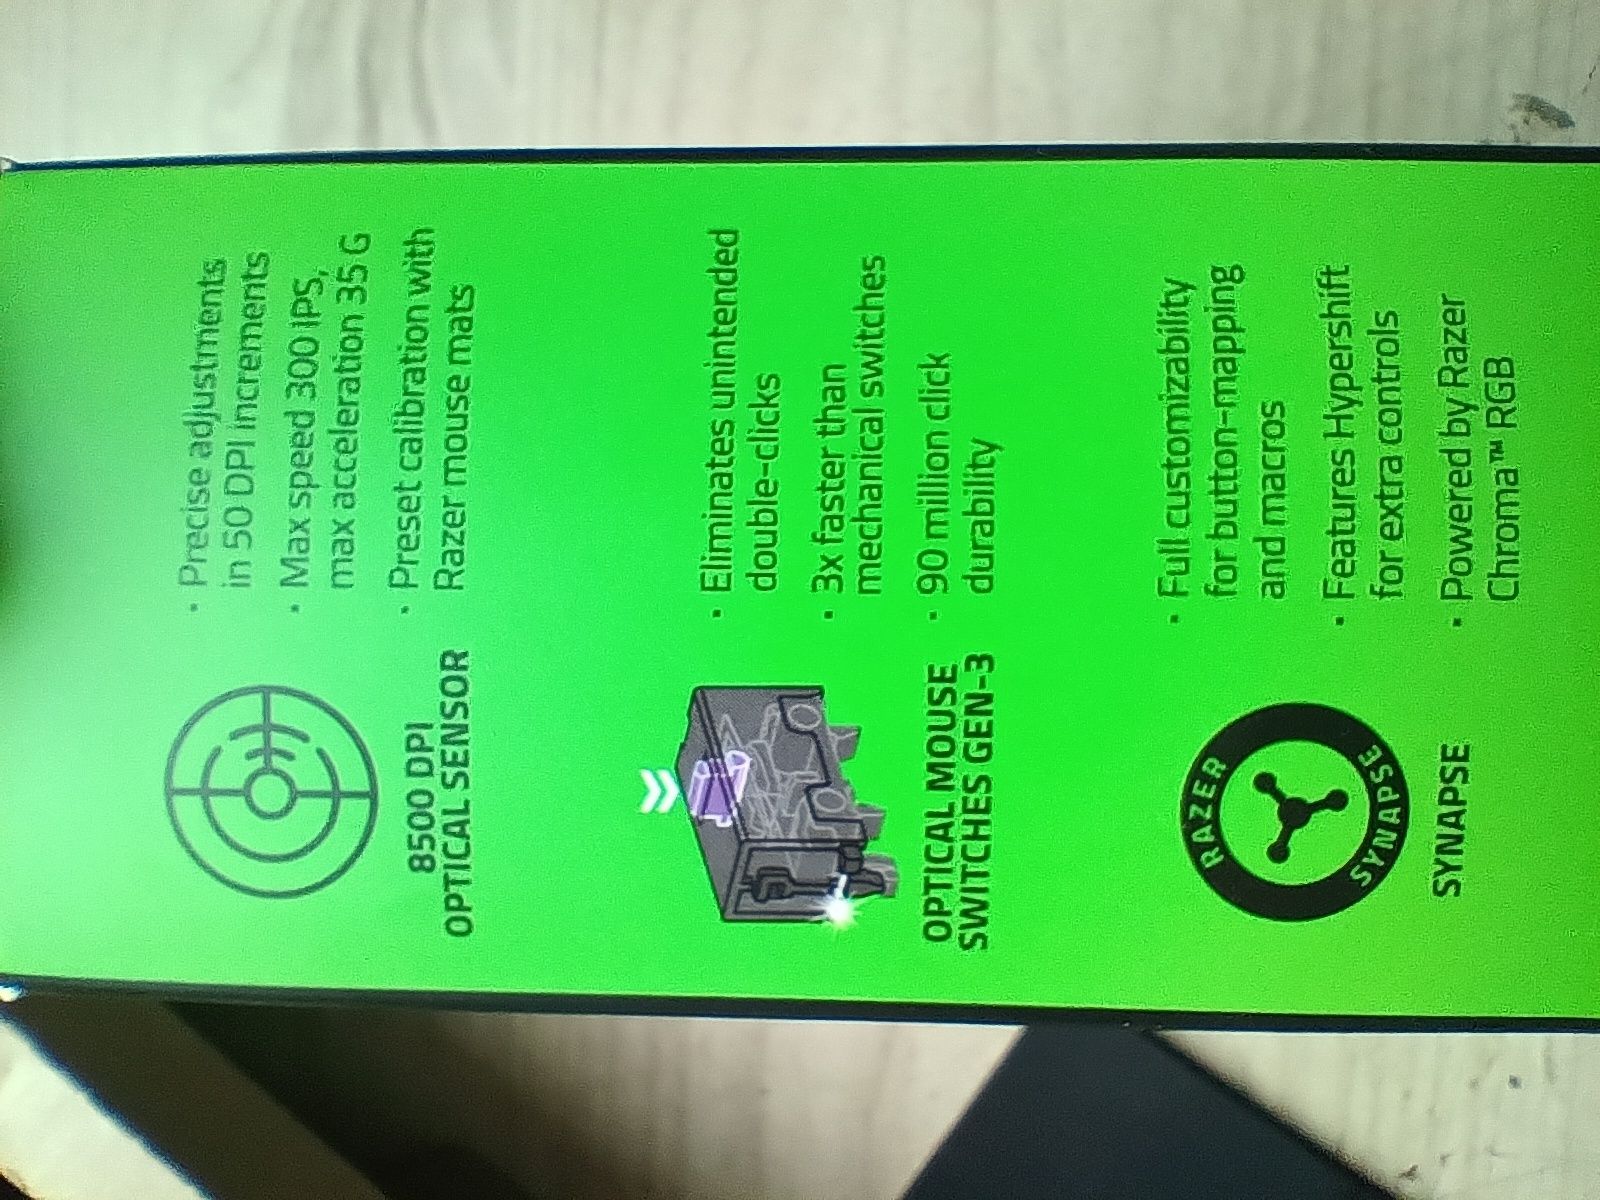 8500 DPI
OPTICAL SENSOR
• Precise adjustments
in 50 DPI increments
• Max speed 300 IPS,
max acceleration 35 G
• Preset calibration with
Razer mouse mats
OPTICAL MOUSE
SWITCHES GEN-3
• Eliminates unintended
double-clicks
• 3x faster than
mechanical switches
• 90 million click
durability
RAZER
SYNAPSE
SYNAPSE
• Full customizability
for button-mapping
and macros
• Features Hypershift
for extra controls
• Powered by Razer
Chroma™ RGB